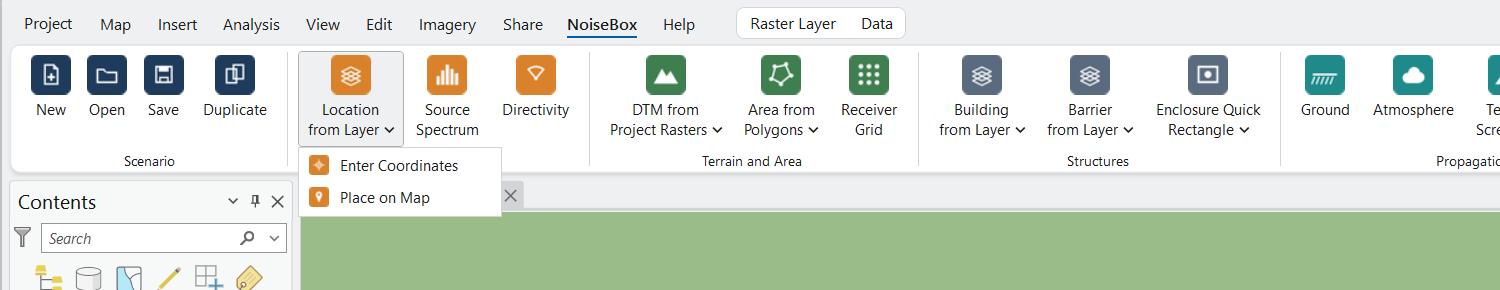 Project Map Insert Analysis View Edit Imagery Share NoiseBox Help Raster Layer Data
New Open Save Duplicate
Scenario
Location
from Layer
Source
Spectrum
Directivity
DTM from
Project Rasters
Area from
Polygons
Receiver
Grid
Terrain and Area
Building
from Layer
Barrier
from Layer
Enclosure Quick
Rectangle
Structures
Ground Atmosphere
Enter Coordinates
Place on Map
Contents
Search